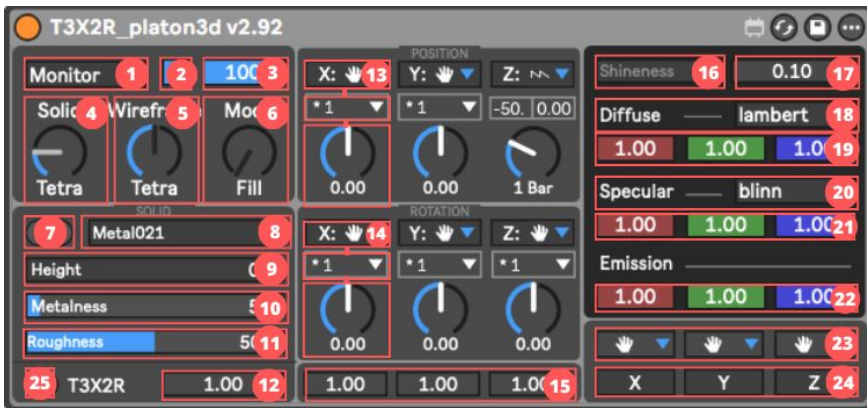 T3X2R_platon3d v2.92
Monitor 1 2 100 3
Solid 4 Wirefra 5 Mod 6
Tetra Tetra Fill
SOLID
7 Metal021 8
Height 9
Metalness 10
Roughness 11
25 T3X2R 1.00 12
POSITION
X: 13 Y: Z:
* 1 * 1 -50. 0.00
0.00 0.00 1 Bar
ROTATION
X: 14 Y: Z:
* 1 * 1 * 1
0.00 0.00 0.00
1.00 1.00 1.0 15
Shineness 16 0.10 17
Diffuse lambert 18
1.00 1.00 1.0 19
Specular blinn 20
1.00 1.00 1.0 21
Emission
1.00 1.00 1.00 22
23
X Y Z 24